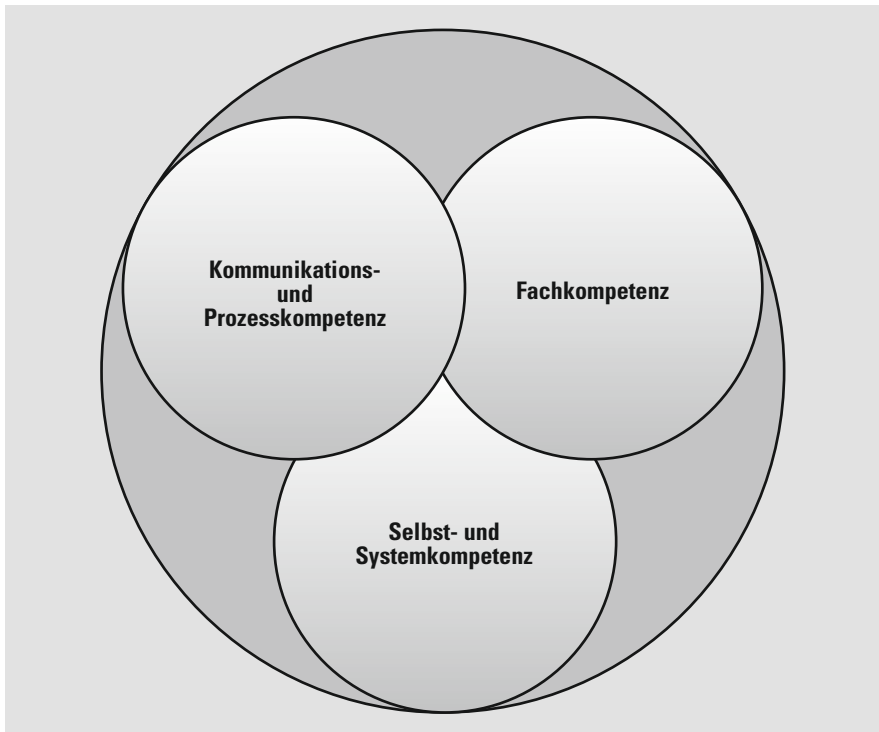 Kommunikations-
und
Prozesskompetenz
Fachkompetenz
Selbst- und
Systemkompetenz